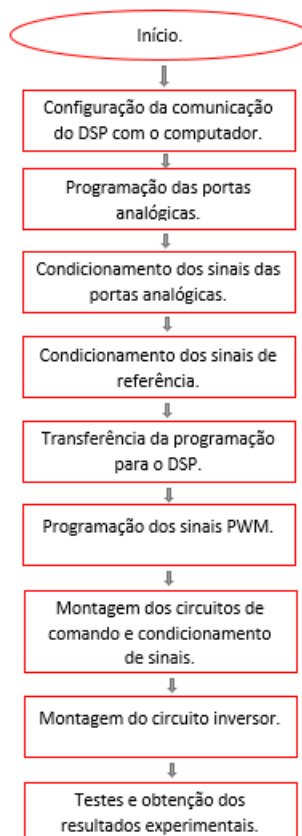 Início.
Configuração da comunicação
do DSP com o computador.
Programação das portas
analógicas.
Condicionamento dos sinais das
portas analógicas.
Condicionamento dos sinais de
referência.
Transferência da programação
para o DSP.
Programação dos sinais PWM.
Montagem dos circuitos de
comando e condicionamento
de sinais.
Montagem do circuito inversor.
Testes e obtenção dos
resultados experimentais.